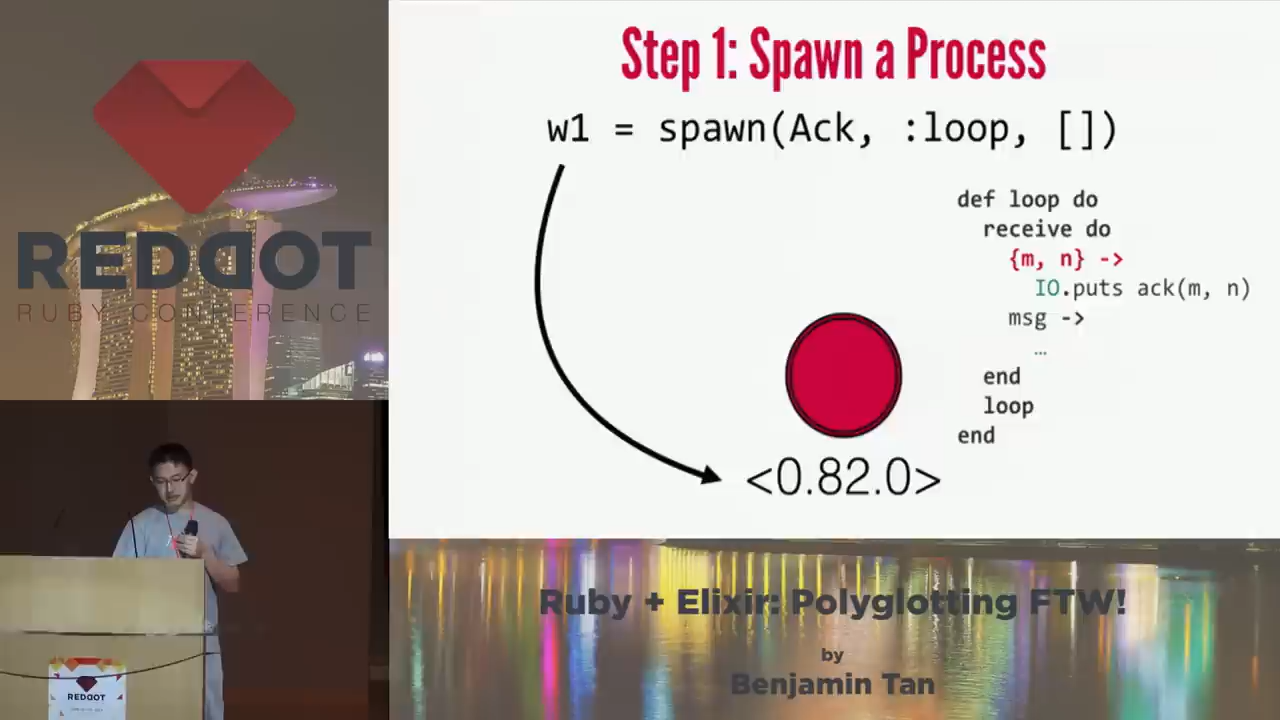 REDDOT
RUBY CONFERENCE
Step 1: Spawn a Process
w1 = spawn(Ack, :loop, [])
def loop do
receive do
{m, n} ->
IO.puts ack(m, n)
msg ->
…
end
loop
end
<0.82.0>
Ruby + Elixir: Polyglotting FTW!
by
Benjamin Tan
REDDOT